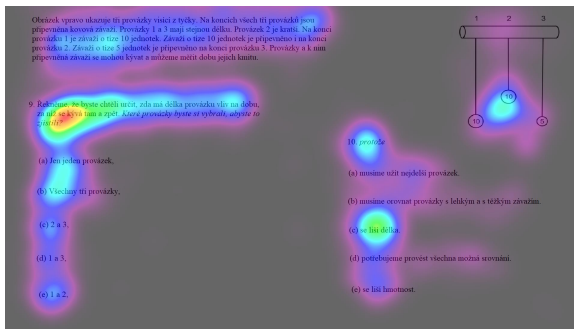 Obrázek vpravo ukazuje tři provázky visící z tyčky. Na koncích všech tří provázků jsou
připevněna kovová závaží. Provázky 1 a 3 mají stejnou délku. Provázek 2 je kratší. Na konci
provázku 1 je závaží o tíze 10 jednotek. Závaží o tíze 10 jednotek je připevněno i na konci
provázku 2. Závaží o tíze 5 jednotek je připevněno na konci provázku 3. Provázky a k nim
připevněná závaží se mohou kývat a můžeme měřit dobu jejich kmitu.
1 2 3
10 10 5
9. Řekněme, že byste chtěli určit, zda má délka provázku vliv na dobu,
za níž se kývá tam a zpět. Které provázky byste si vybrali, abyste to
zjistili?
(a) Jen jeden provázek,
(b) Všechny tři provázky,
(c) 2 a 3,
(d) 1 a 3,
(e) 1 a 2,
10. protože
(a) musíme užít nejdelší provázek.
(b) musíme srovnat provázky s lehkým a s těžkým závažím.
(c) se liší délka.
(d) potřebujeme provést všechna možná srovnání.
(e) se liší hmotnost.